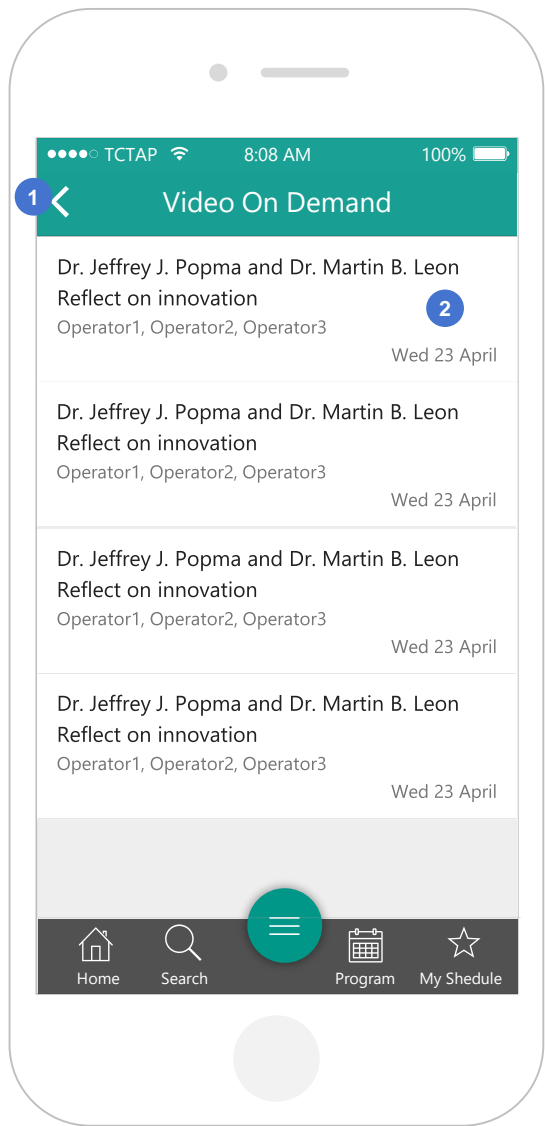 TCTAP 8:08 AM 100%
1 Video On Demand
Dr. Jeffrey J. Popma and Dr. Martin B. Leon
Reflect on innovation
2
Operator1, Operator2, Operator3
Wed 23 April
Dr. Jeffrey J. Popma and Dr. Martin B. Leon
Reflect on innovation
Operator1, Operator2, Operator3
Wed 23 April
Dr. Jeffrey J. Popma and Dr. Martin B. Leon
Reflect on innovation
Operator1, Operator2, Operator3
Wed 23 April
Dr. Jeffrey J. Popma and Dr. Martin B. Leon
Reflect on innovation
Operator1, Operator2, Operator3
Wed 23 April
Home Search Program My Shedule